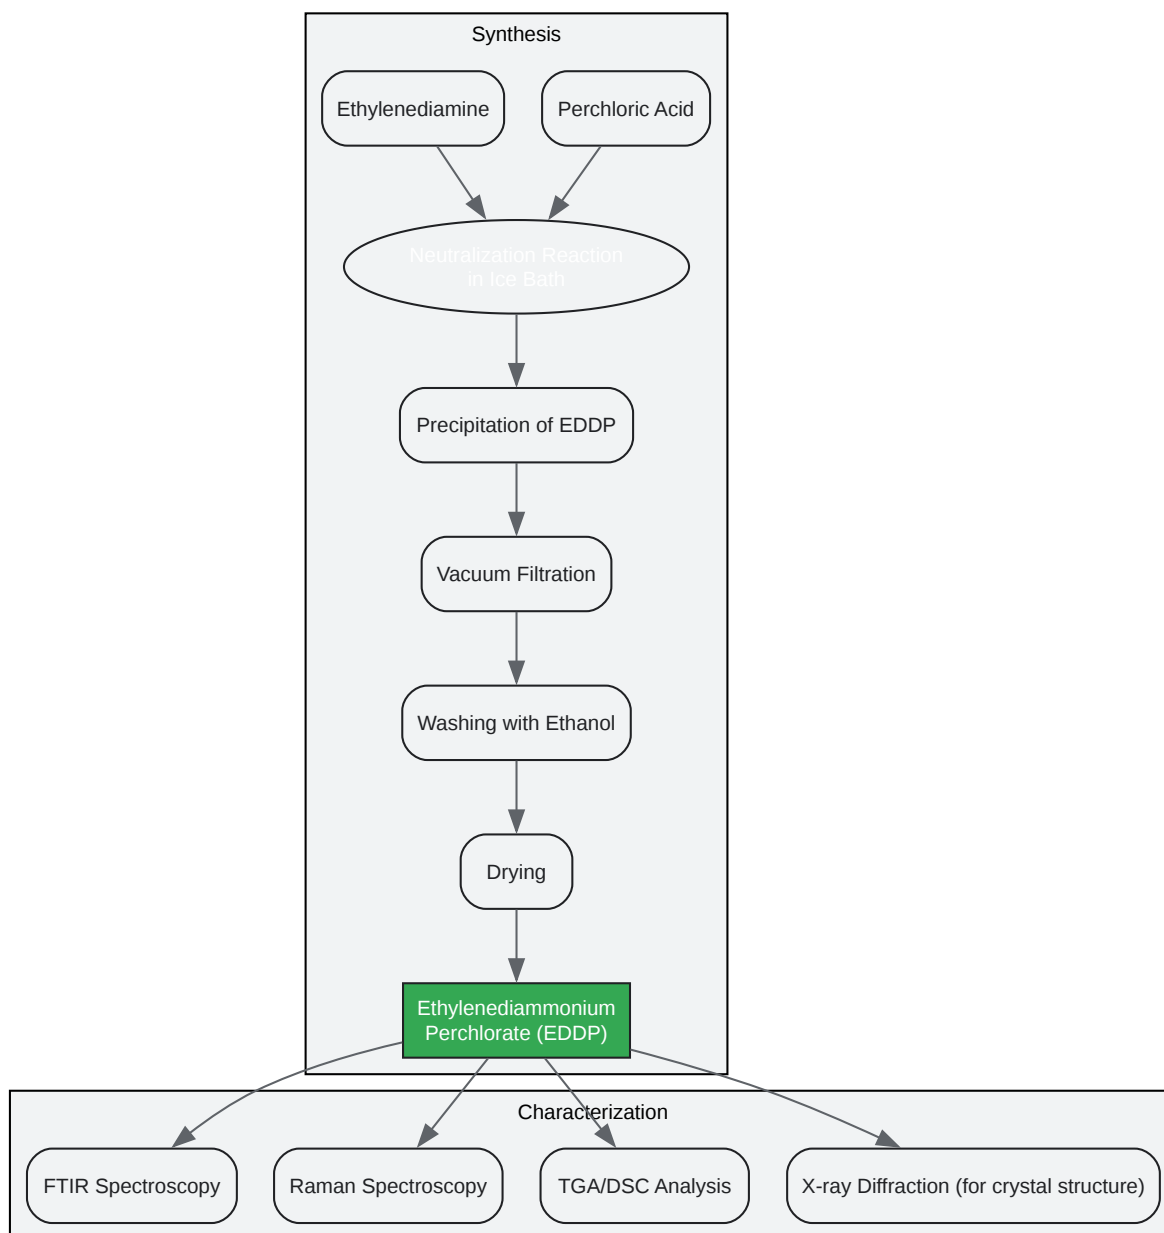 Synthesis
Ethylenediamine
Perchloric Acid
Neutralization Reaction
in Ice Bath
Precipitation of EDDP
Vacuum Filtration
Washing with Ethanol
Drying
Ethylenediammonium
Perchlorate (EDDP)
Characterization
FTIR Spectroscopy
Raman Spectroscopy
TGA/DSC Analysis
X-ray Diffraction (for crystal structure)